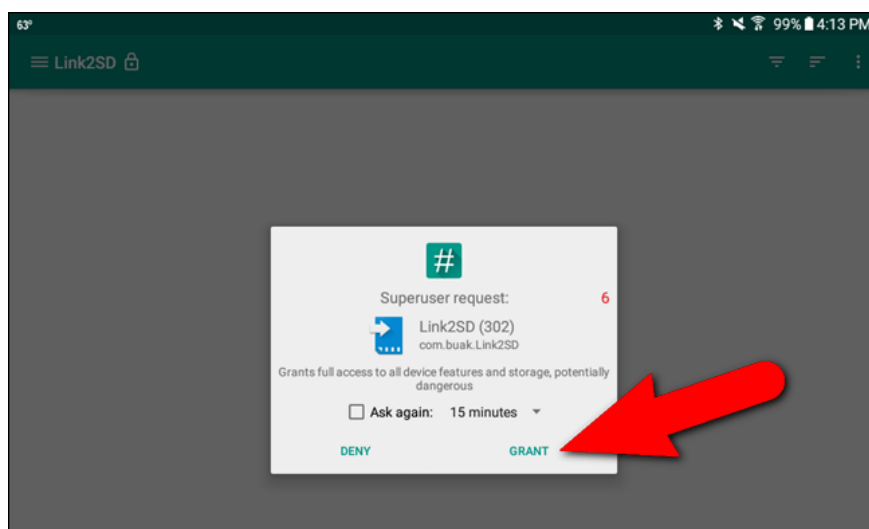 63°
99% 4:13 PM
Link2SD
#
Superuser request: 6
Link2SD (302)
com.buak.Link2SD
Grants full access to all device features and storage, potentially
dangerous
Ask again: 15 minutes
DENY GRANT